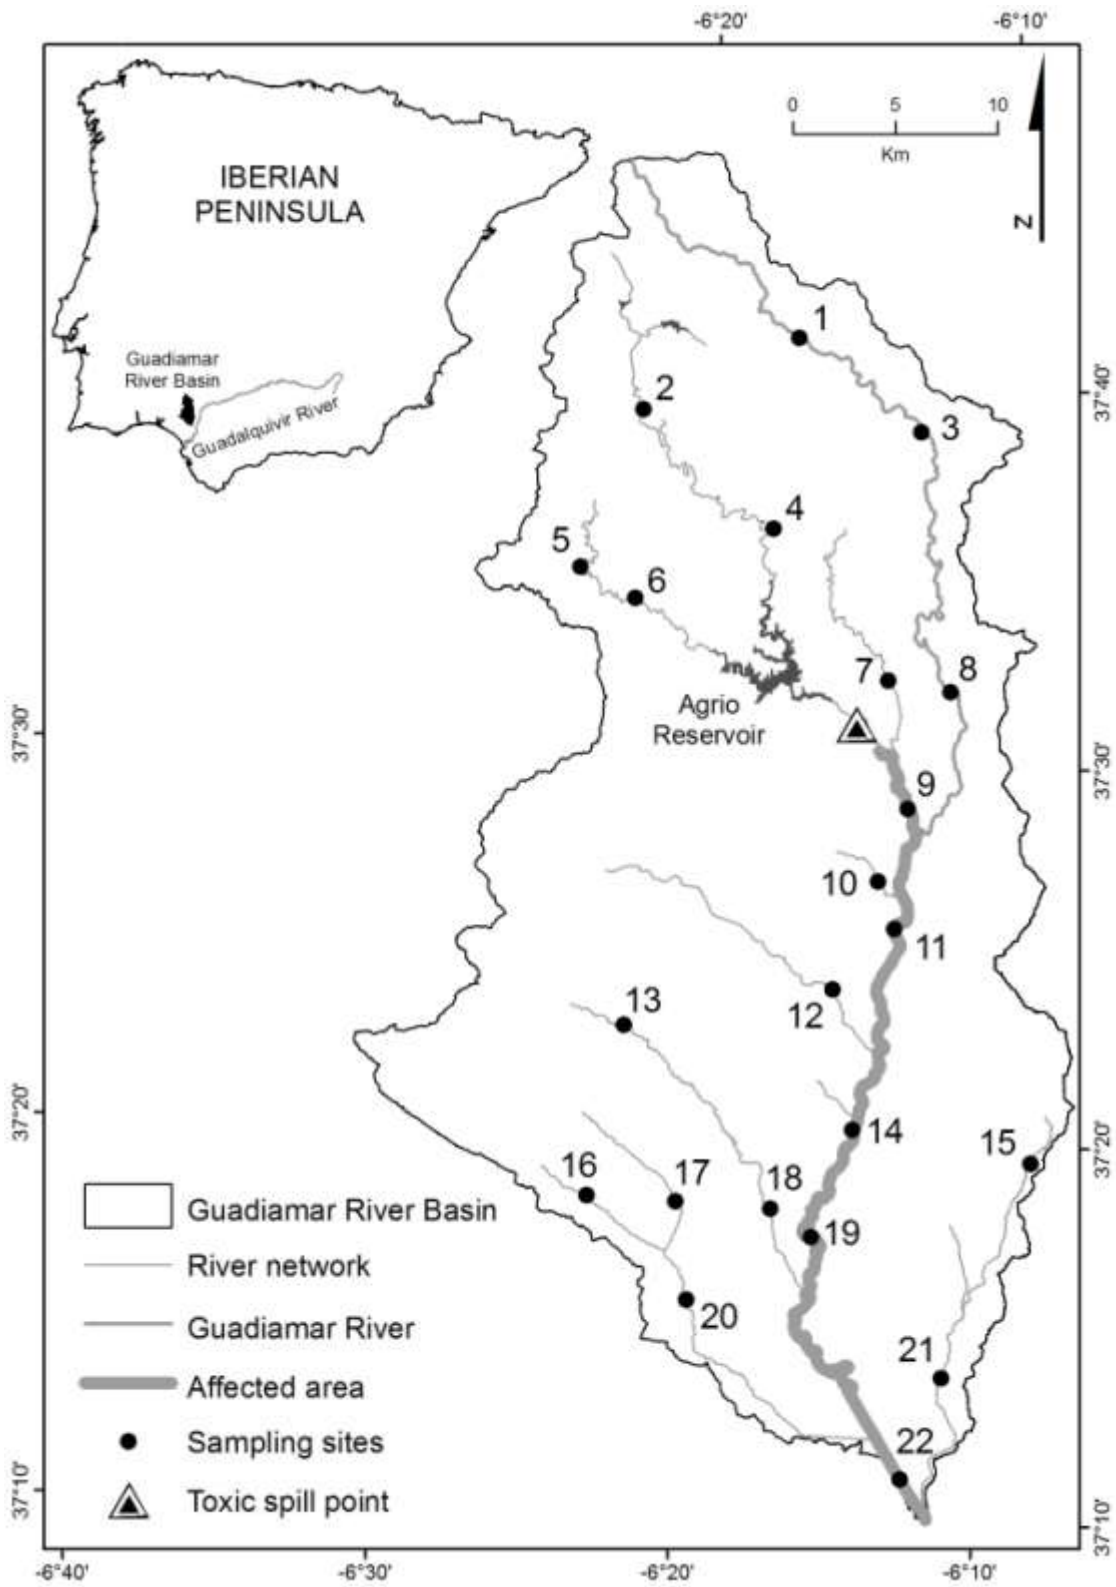 -6°20'
-6°10'
0
5
10
Km
N
IBERIAN
PENINSULA
Guadiamar
River Basin
Guadalquivir River
1
2
37°40'
3
4
5
6
7
8
Agrio
Reservoir
37°30'
37°30'
9
10
11
12
13
37°20'
14
15
37°20'
16
17
18
19
20
21
22
Guadiamar River Basin
River network
Guadiamar River
Affected area
Sampling sites
Toxic spill point
37°10'
37°10'
-6°40'
-6°30'
-6°20'
-6°10'